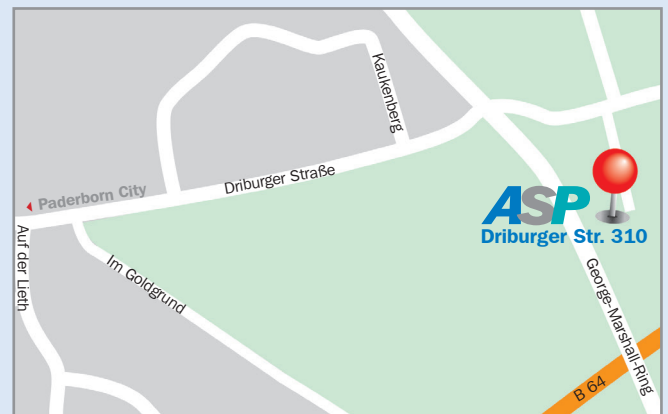 Kaukenberg
Driburger Straße
Paderborn City
ASP
Driburger Str. 310
Auf der Lieth
Im Goldgrund
George-Marshall-Ring
B 64